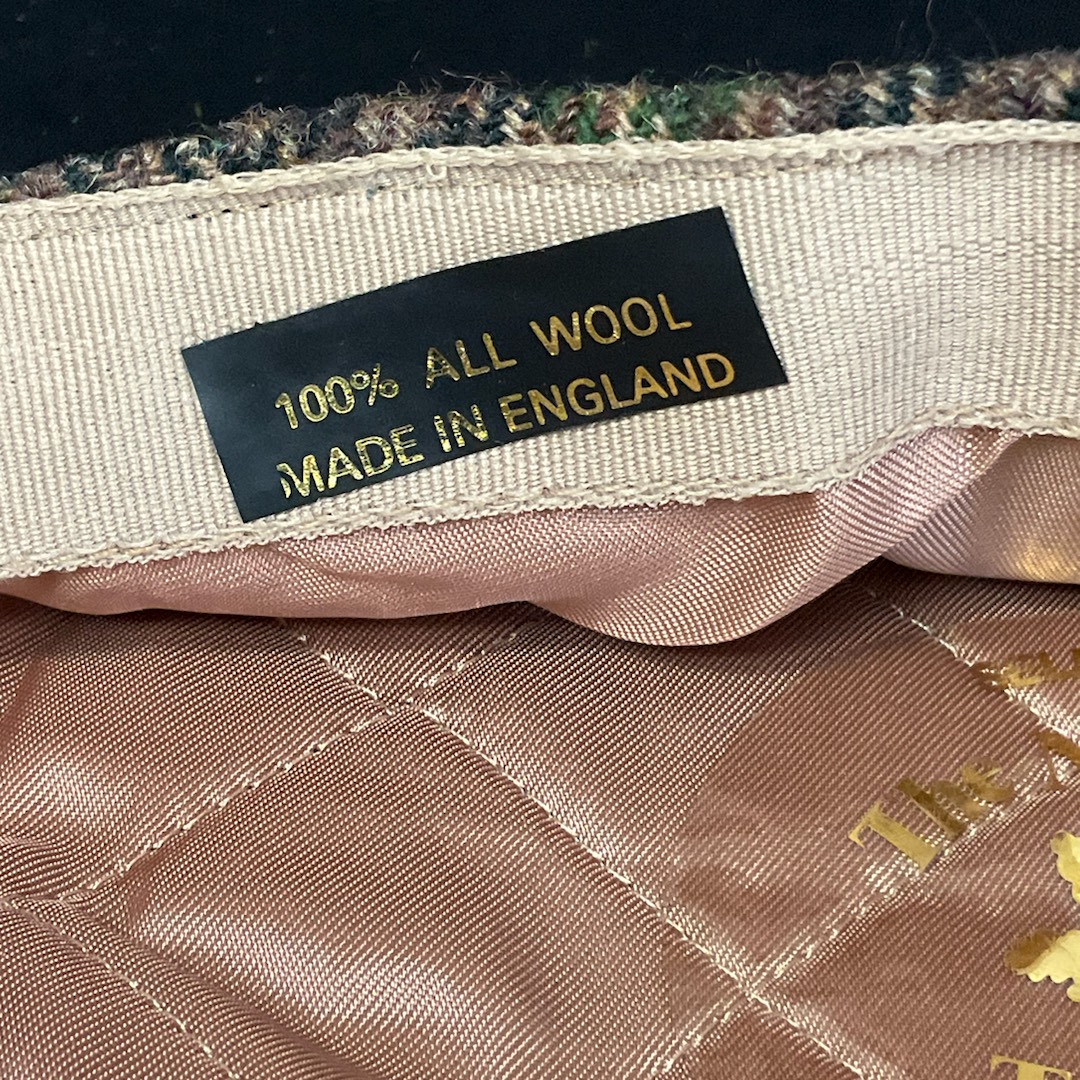 100% ALL WOOL
MADE IN ENGLAND
The